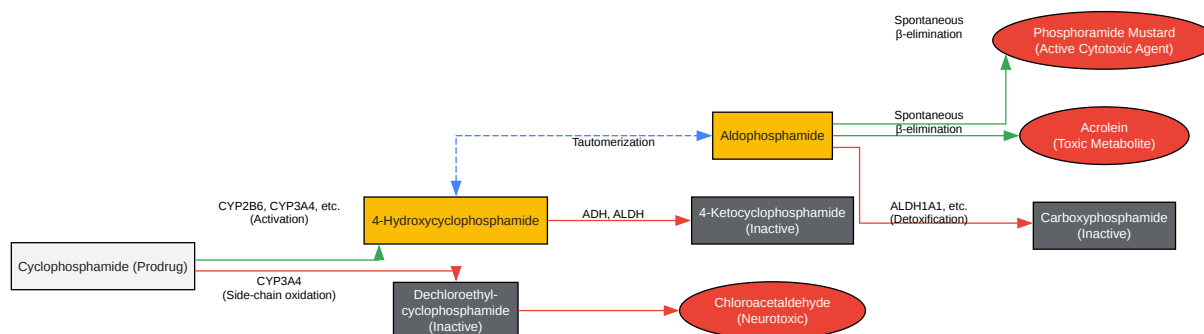 Spontaneous
β-elimination
Phosphoramide Mustard
(Active Cytotoxic Agent)
Aldophosphamide
Spontaneous
β-elimination
Acrolein
(Toxic Metabolite)
Tautomerization
CYP2B6, CYP3A4, etc.
(Activation)
4-Hydroxycyclophosphamide
ADH, ALDH
4-Ketocyclophosphamide
(Inactive)
ALDH1A1, etc.
(Detoxification)
Carboxyphosphamide
(Inactive)
Cyclophosphamide (Prodrug)
CYP3A4
(Side-chain oxidation)
Dechloroethyl-
cyclophosphamide
(Inactive)
Chloroacetaldehyde
(Neurotoxic)